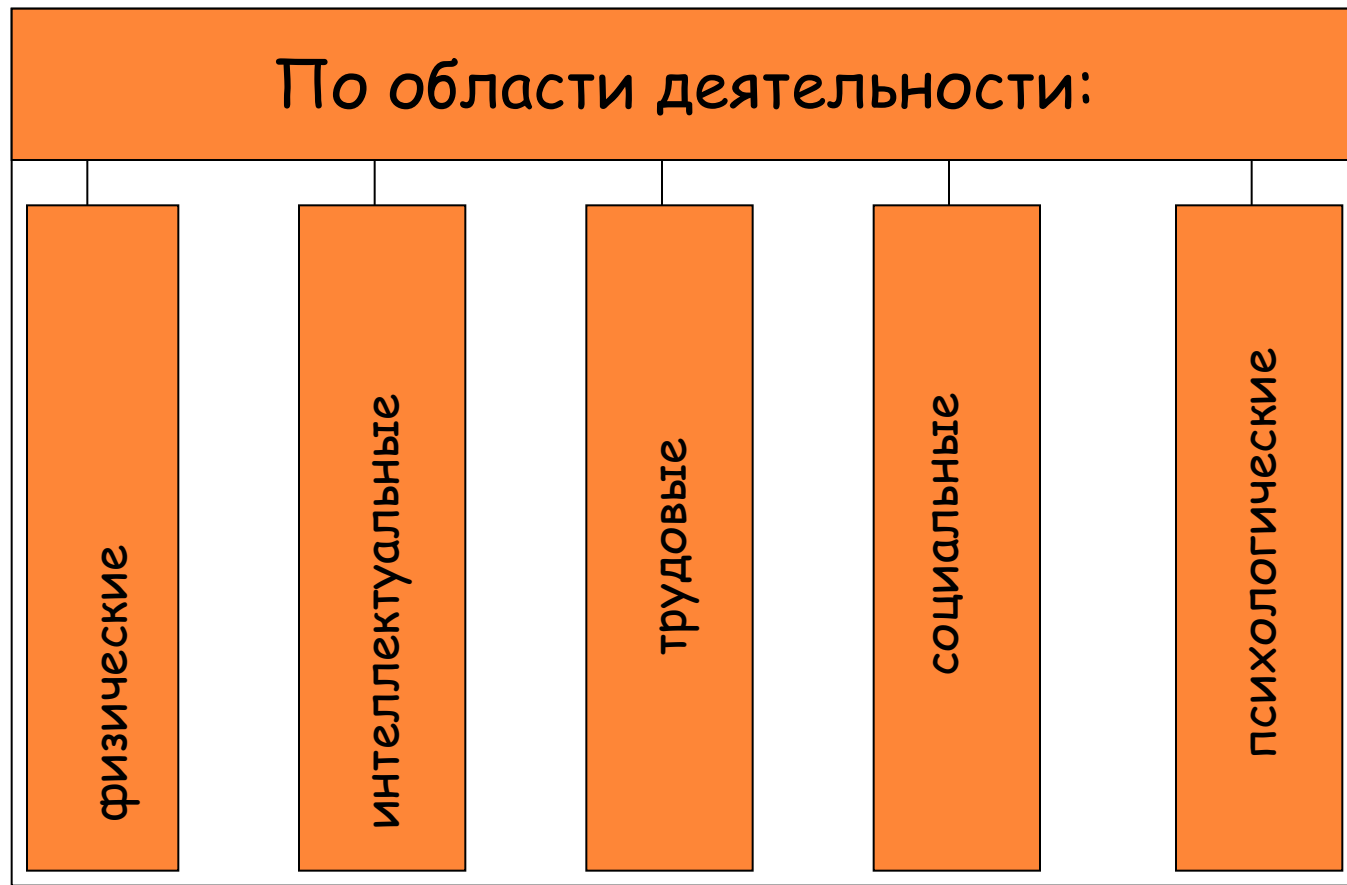 По области деятельности:
физические
интеллектуальные
трудовые
социальные
психологические